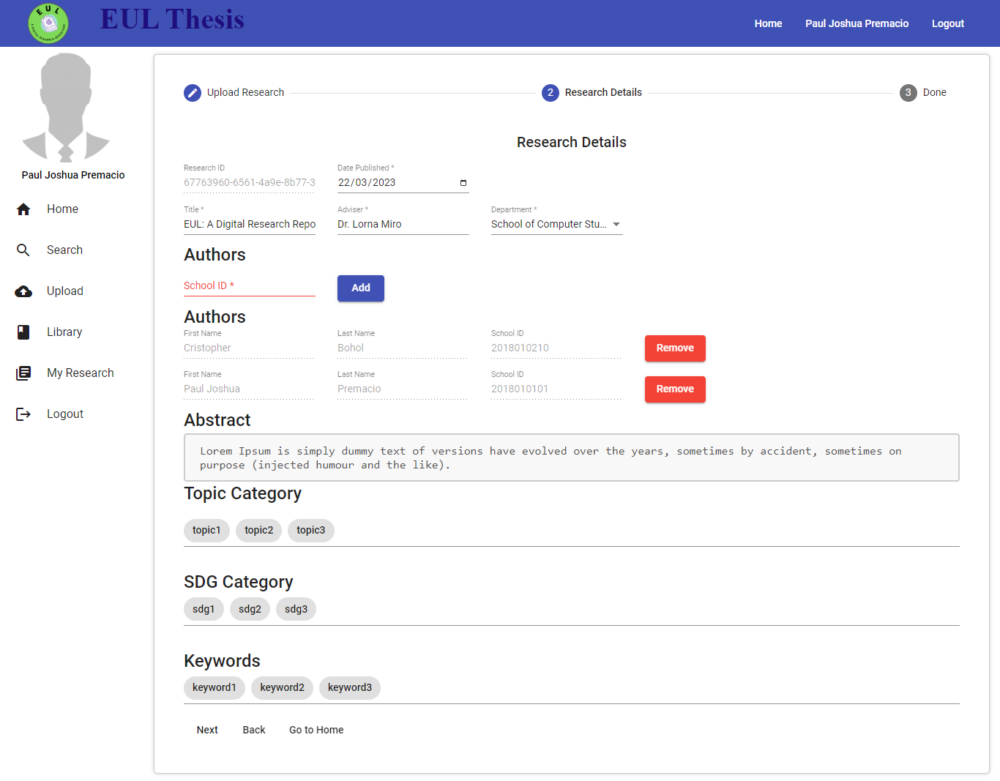 EUL
A DIGITAL RESEARCH REPOSITORY
EUL Thesis
Home
Paul Joshua Premacio
Logout
Paul Joshua Premacio
Home
Search
Upload
Library
My Research
Logout
Upload Research
2 Research Details
3 Done
Research Details
Research ID
67763960-6561-4a9e-8b77-3
Date Published *
22/03/2023
Title *
EUL: A Digital Research Repo
Adviser *
Dr. Lorna Miro
Department *
School of Computer Stu...
Authors
School ID *
Add
Authors
First Name
Cristopher
Last Name
Bohol
School ID
2018010210
Remove
First Name
Paul Joshua
Last Name
Premacio
School ID
2018010101
Remove
Abstract
Lorem Ipsum is simply dummy text of versions have evolved over the years, sometimes by accident, sometimes on
purpose (injected humour and the like).
Topic Category
topic1 topic2 topic3
SDG Category
sdg1 sdg2 sdg3
Keywords
keyword1 keyword2 keyword3
Next Back Go to Home